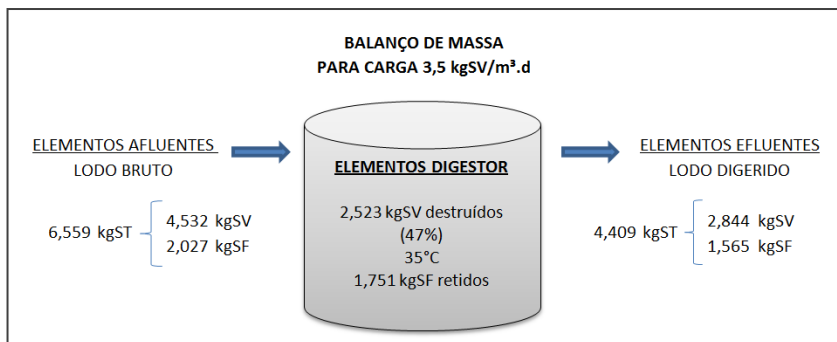 BALANÇO DE MASSA
PARA CARGA 3,5 kgSV/m³.d
ELEMENTOS AFLUENTES
LODO BRUTO
6,559 kgST
4,532 kgSV
2,027 kgSF
ELEMENTOS DIGESTOR
2,523 kgSV destruídos
(47%)
35°C
1,751 kgSF retidos
ELEMENTOS EFLUENTES
LODO DIGERIDO
4,409 kgST
2,844 kgSV
1,565 kgSF